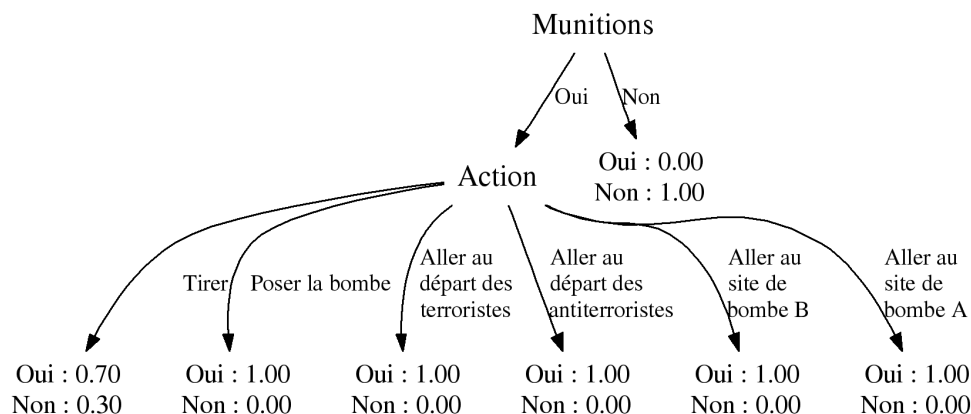 Munitions
Oui
Non
Oui : 0.00
Non : 1.00
Action
Tirer
Poser la bombe
Aller au
départ des
terroristes
Aller au
départ des
antiterroristes
Aller au
site de
bombe B
Aller au
site de
bombe A
Oui : 0.70
Non : 0.30
Oui : 1.00
Non : 0.00
Oui : 1.00
Non : 0.00
Oui : 1.00
Non : 0.00
Oui : 1.00
Non : 0.00
Oui : 1.00
Non : 0.00